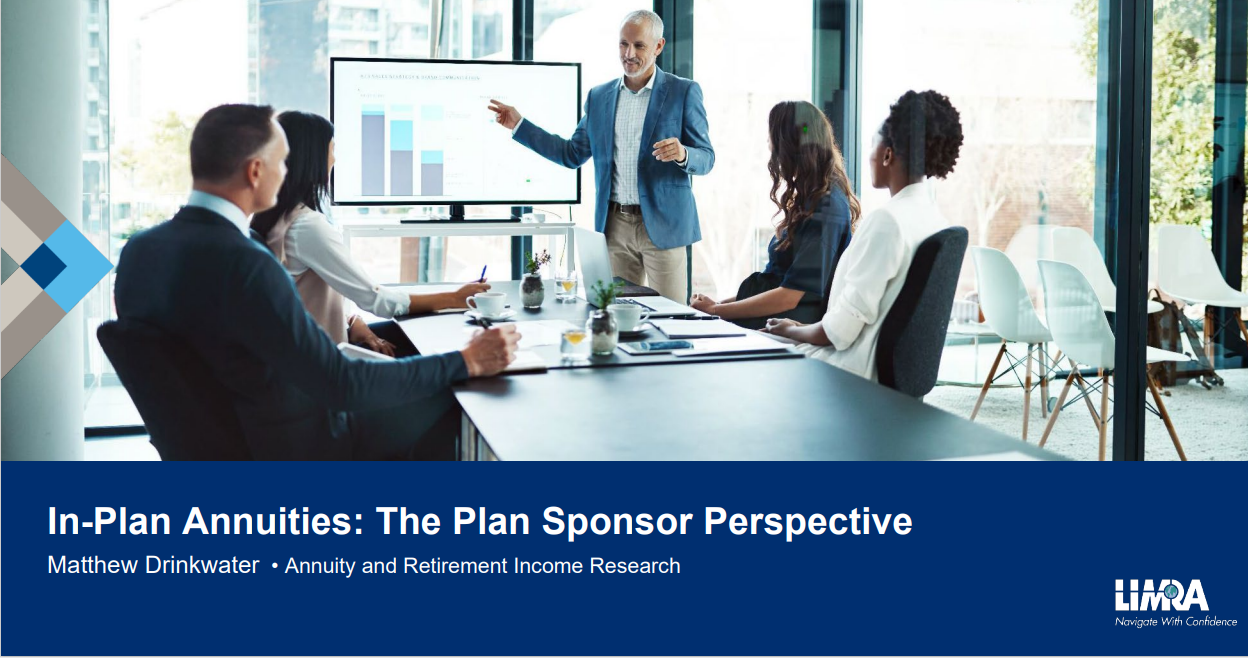 In-Plan Annuities: The Plan Sponsor Perspective
Matthew Drinkwater • Annuity and Retirement Income Research
LIMRA
Navigate With Confidence